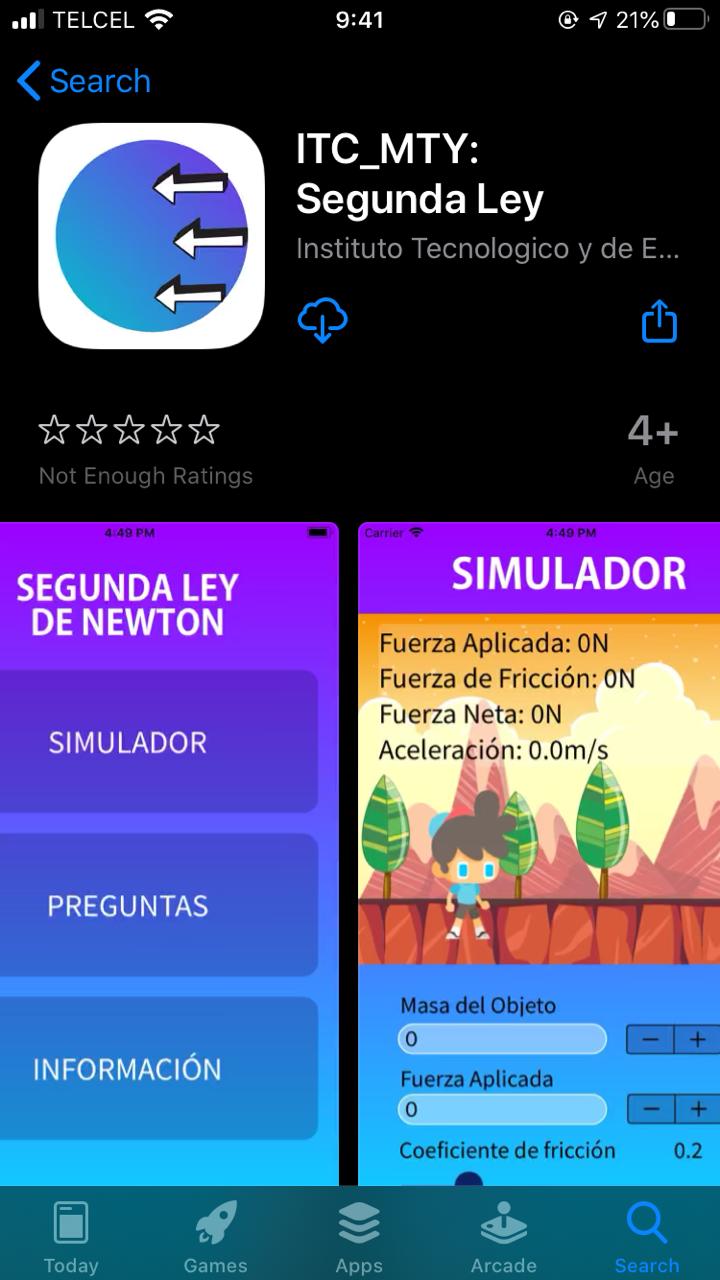 TELCEL 9:41 21%
Search
ITC_MTY:
Segunda Ley
Instituto Tecnologico y de E...
Not Enough Ratings
4+
Age
4:49 PM
SEGUNDA LEY
DE NEWTON
SIMULADOR
PREGUNTAS
INFORMACIÓN
Carrier 4:49 PM
SIMULADOR
Fuerza Aplicada: 0N
Fuerza de Fricción: 0N
Fuerza Neta: 0N
Aceleración: 0.0m/s
Masa del Objeto
0 − +
Fuerza Aplicada
0 − +
Coeficiente de fricción 0.2
Today Games Apps Arcade Search